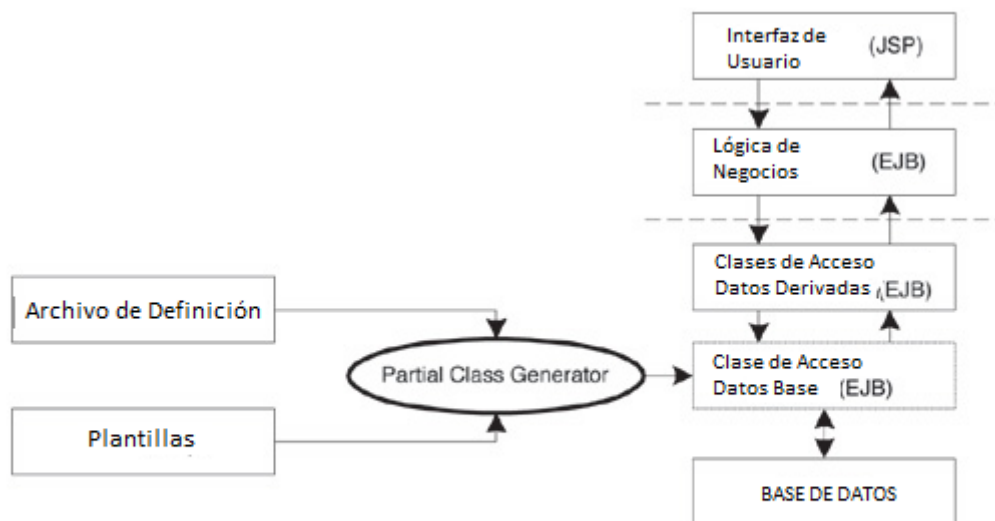 Interfaz de
Usuario (JSP)
Lógica de
Negocios (EJB)
Clases de Acceso
Datos Derivadas (EJB)
Archivo de Definición
Partial Class Generator
Clase de Acceso
Datos Base (EJB)
Plantillas
BASE DE DATOS